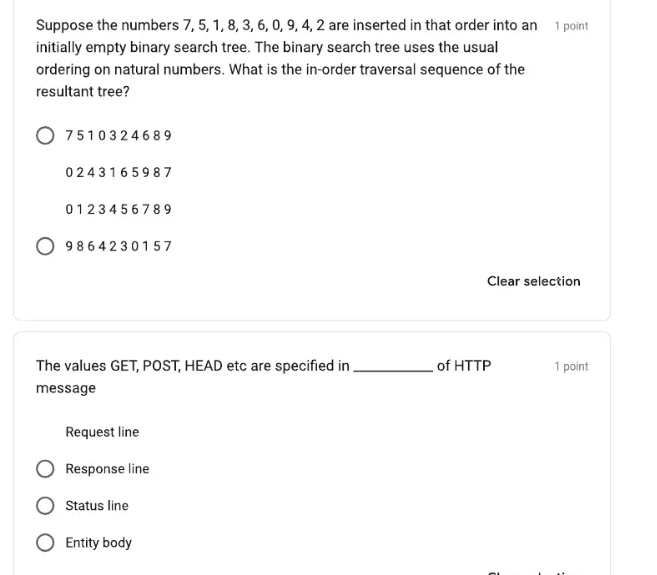 Suppose the numbers 7, 5, 1, 8, 3, 6, 0, 9, 4, 2 are inserted in that order into an 1 point
initially empty binary search tree. The binary search tree uses the usual
ordering on natural numbers. What is the in-order traversal sequence of the
resultant tree?
7 5 1 0 3 2 4 6 8 9
0 2 4 3 1 6 5 9 8 7
0 1 2 3 4 5 6 7 8 9
9 8 6 4 2 3 0 1 5 7
Clear selection
The values GET, POST, HEAD etc are specified in ____________ of HTTP 1 point
message
Request line
Response line
Status line
Entity body